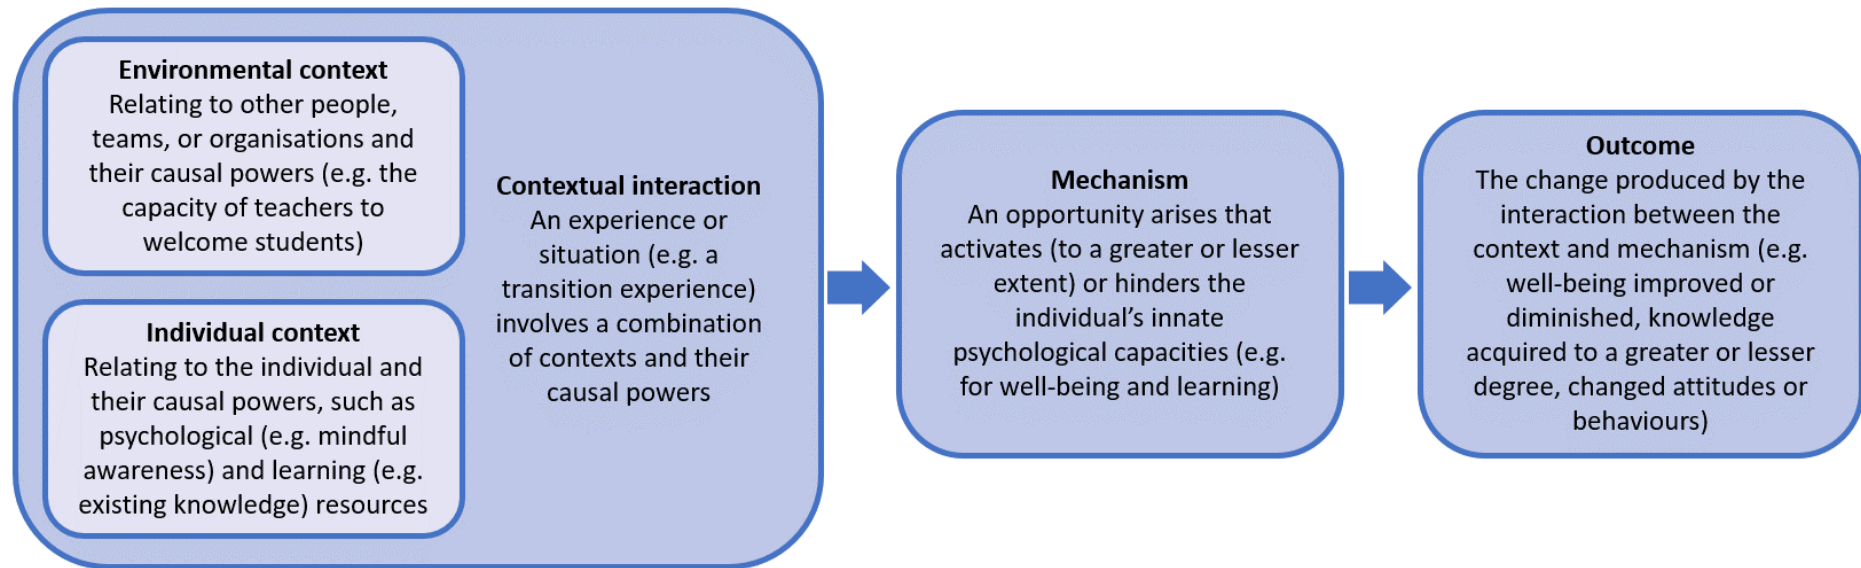 Environmental context
Relating to other people,
teams, or organisations and
their causal powers (e.g. the
capacity of teachers to
welcome students)
Individual context
Relating to the individual and
their causal powers, such as
psychological (e.g. mindful
awareness) and learning (e.g.
existing knowledge) resources
Contextual interaction
An experience or
situation (e.g. a
transition experience)
involves a combination
of contexts and their
causal powers
Mechanism
An opportunity arises that
activates (to a greater or lesser
extent) or hinders the
individual’s innate
psychological capacities (e.g.
for well-being and learning)
Outcome
The change produced by the
interaction between the
context and mechanism (e.g.
well-being improved or
diminished, knowledge
acquired to a greater or lesser
degree, changed attitudes or
behaviours)